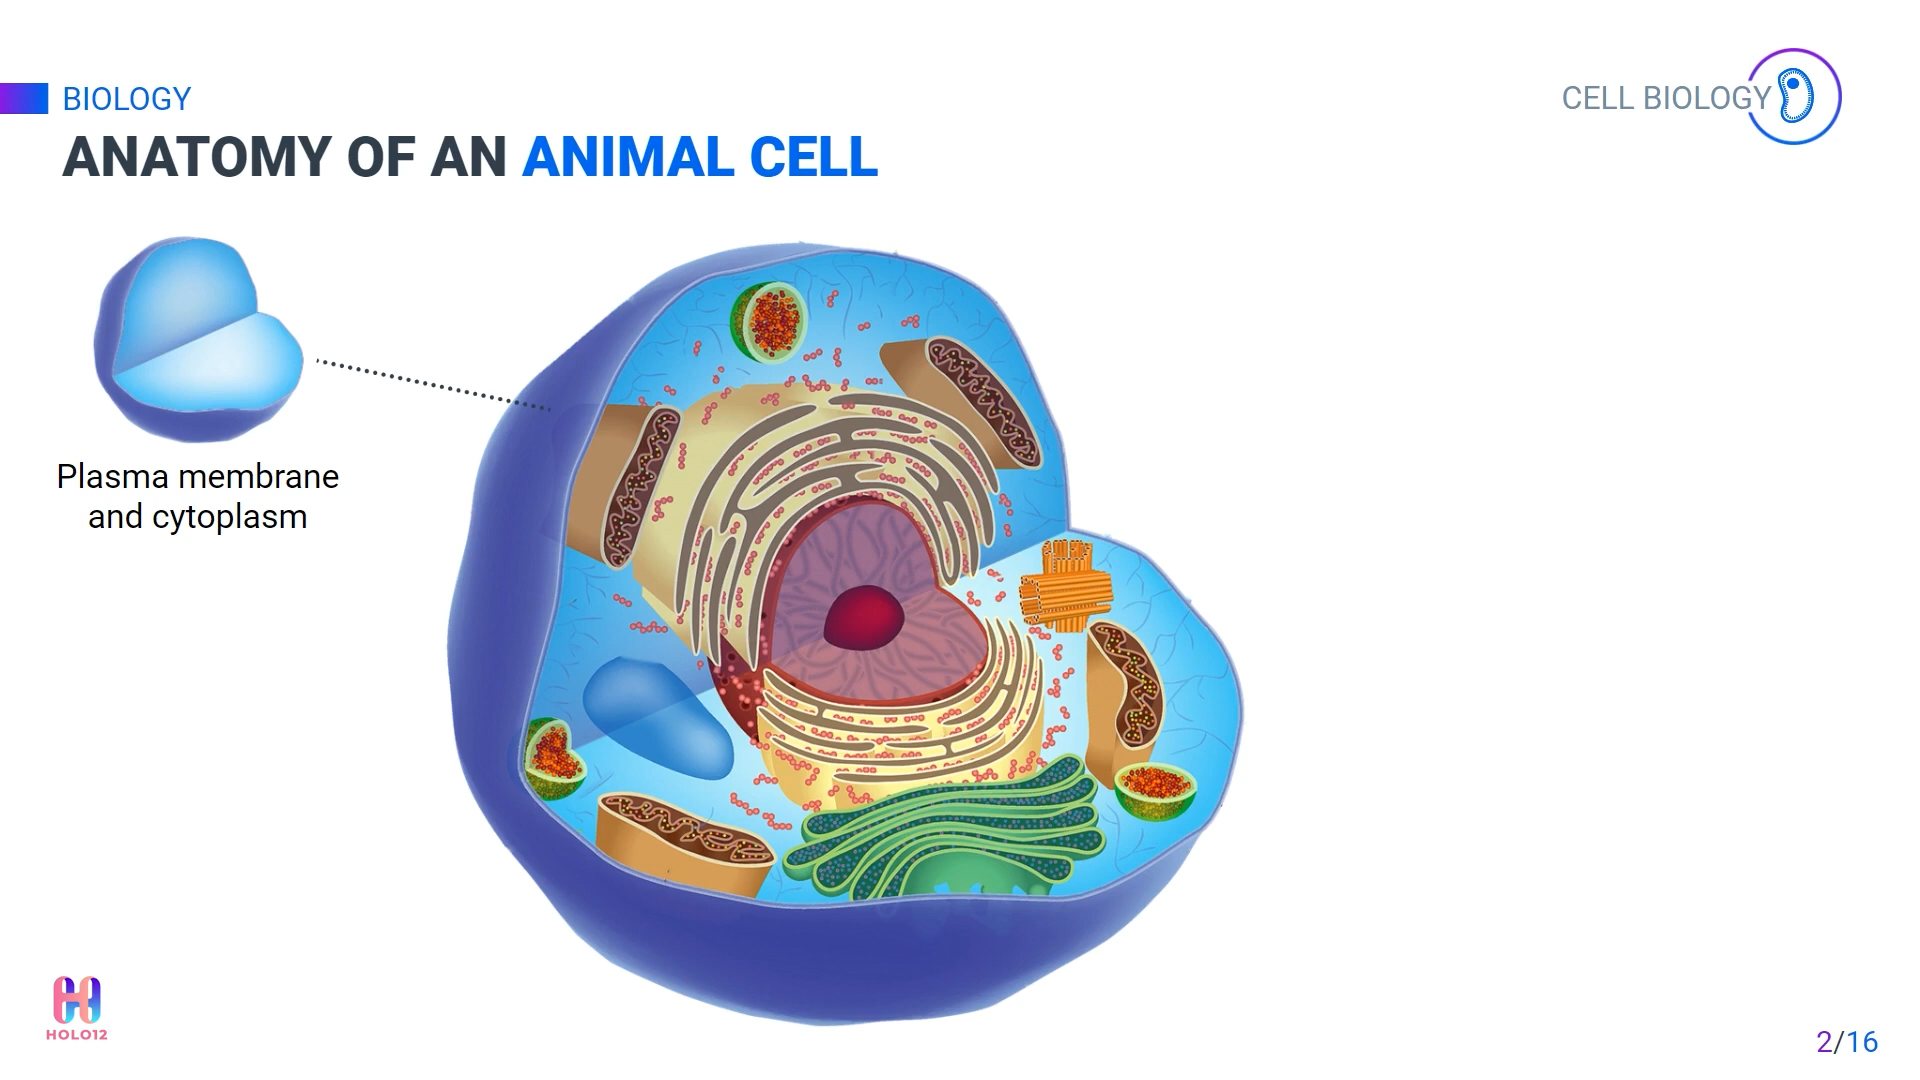 BIOLOGY
CELL BIOLOGY
ANATOMY OF AN ANIMAL CELL
Plasma membrane
and cytoplasm
HOLO12
2/16